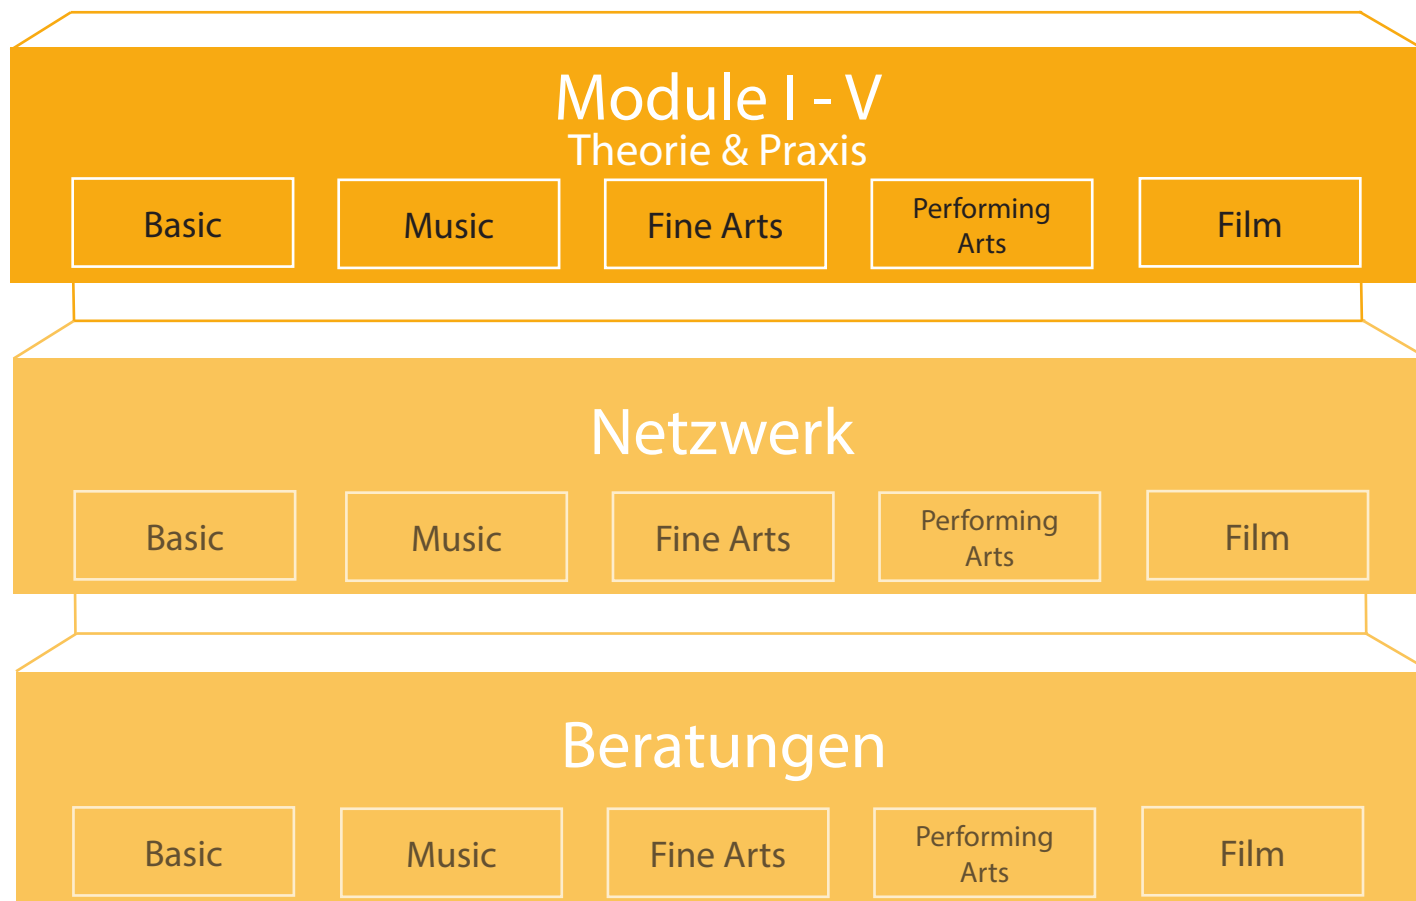 Module I - V
Theorie & Praxis
Basic
Music
Fine Arts
Performing
Arts
Film
Netzwerk
Basic
Music
Fine Arts
Performing
Arts
Film
Beratungen
Basic
Music
Fine Arts
Performing
Arts
Film